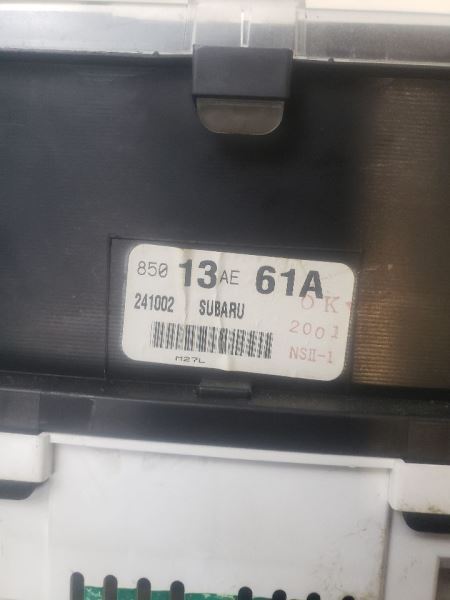 850 13 AE 61A
241002 SUBARU
OK
2001
NSII-1
M27L